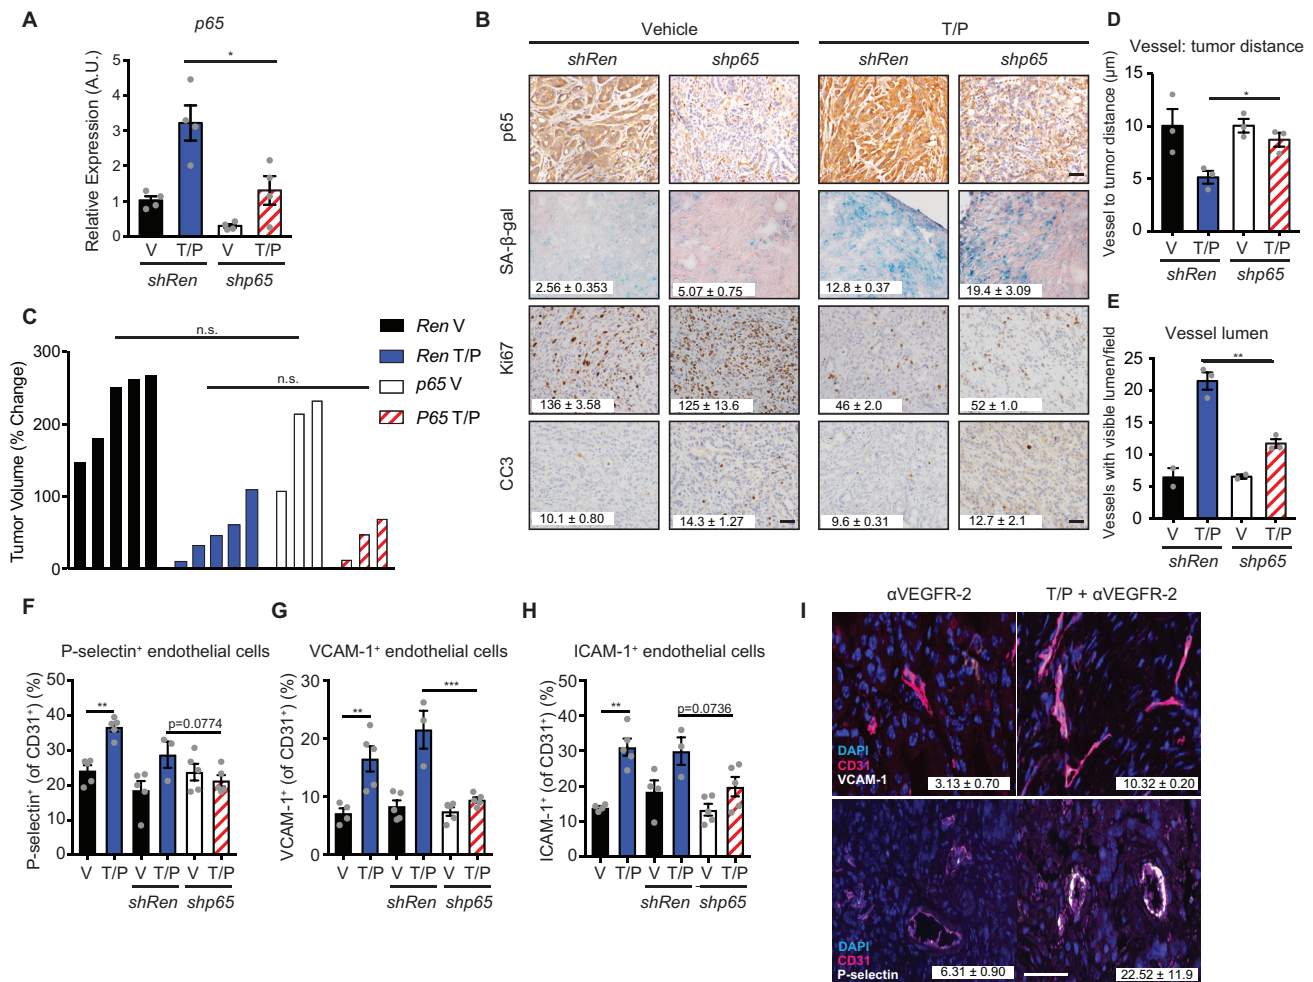 A
p65
Relative Expression (A.U.)
5
4
3
2
1
0
*
V T/P V T/P
shRen shp65
B
Vehicle T/P
shRen shp65 shRen shp65
p65
SA-β-gal
2.56 ± 0.353 5.07 ± 0.75 12.8 ± 0.37 19.4 ± 3.09
Ki67
136 ± 3.58 125 ± 13.6 46 ± 2.0 52 ± 1.0
CC3
10.1 ± 0.80 14.3 ± 1.27 9.6 ± 0.31 12.7 ± 2.1
C
Tumor Volume (% Change)
300
200
100
0
n.s.
n.s.
Ren V
Ren T/P
p65 V
P65 T/P
D
Vessel: tumor distance
Vessel to tumor distance (μm)
15
10
5
0
*
V T/P V T/P
shRen shp65
E
Vessel lumen
Vessels with visible lumen/field
25
20
15
10
5
0
**
V T/P V T/P
shRen shp65
F
P-selectin⁺ endothelial cells
P-selectin⁺ (of CD31⁺) (%)
50
40
30
20
10
0
**
p=0.0774
V T/P V T/P V T/P
shRen shp65
G
VCAM-1⁺ endothelial cells
VCAM-1⁺ (of CD31⁺) (%)
30
20
10
0
**
***
V T/P V T/P V T/P
shRen shp65
H
ICAM-1⁺ endothelial cells
ICAM-1⁺ (of CD31⁺) (%)
50
40
30
20
10
0
**
p=0.0736
V T/P V T/P V T/P
shRen shp65
I
αVEGFR-2 T/P + αVEGFR-2
DAPI
CD31
VCAM-1
3.13 ± 0.70 10.32 ± 0.20
DAPI
CD31
P-selectin
6.31 ± 0.90 22.52 ± 11.9